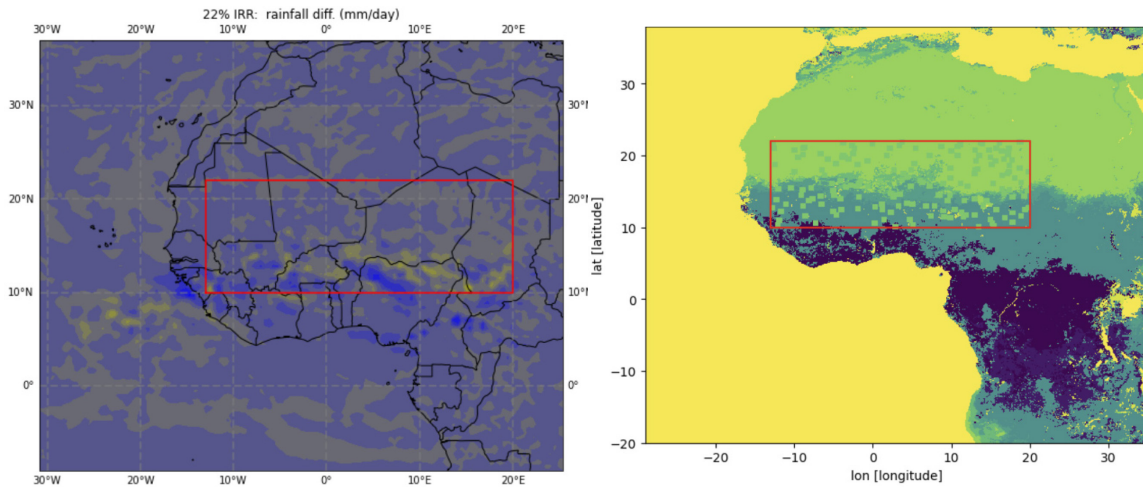 22% IRR: rainfall diff. (mm/day)
30°W 20°W 10°W 0° 10°E 20°E
30°N 30°
20°N 20°
10°N 10°
0° 0°
30°W 20°W 10°W 0° 10°E 20°E
30
20
10
0
−10
−20
lat [latitude]
−20 −10 0 10 20 30
lon [longitude]